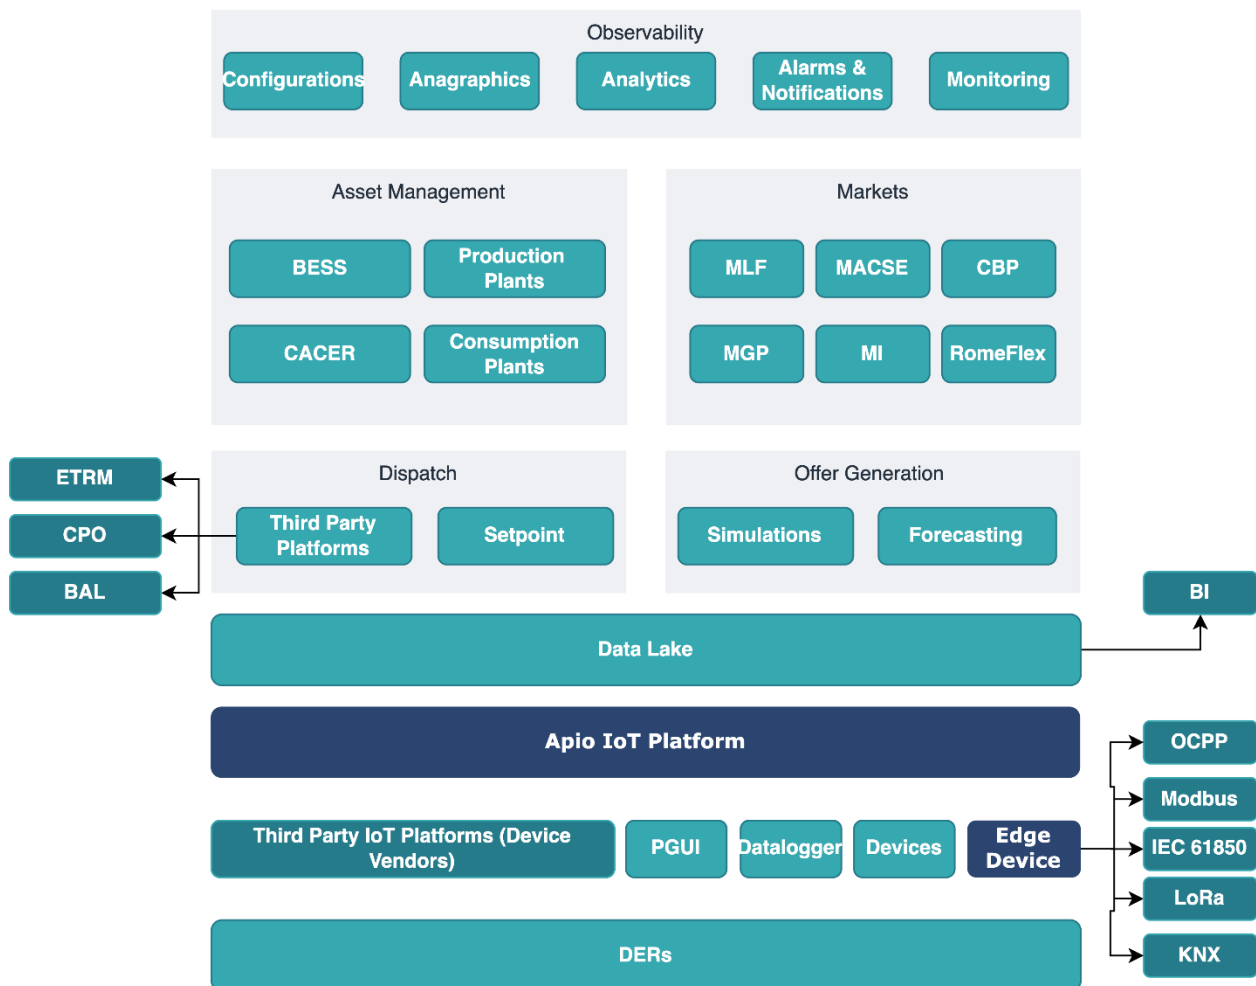 Observability
Configurations
Anagraphics
Analytics
Alarms &
Notifications
Monitoring
Asset Management
BESS
Production
Plants
CACER
Consumption
Plants
Markets
MLF
MACSE
CBP
MGP
MI
RomeFlex
ETRM
CPO
BAL
Dispatch
Third Party
Platforms
Setpoint
Offer Generation
Simulations
Forecasting
BI
Data Lake
Apio IoT Platform
Third Party IoT Platforms (Device
Vendors)
PGUI
Datalogger
Devices
Edge
Device
OCPP
Modbus
IEC 61850
LoRa
KNX
DERs